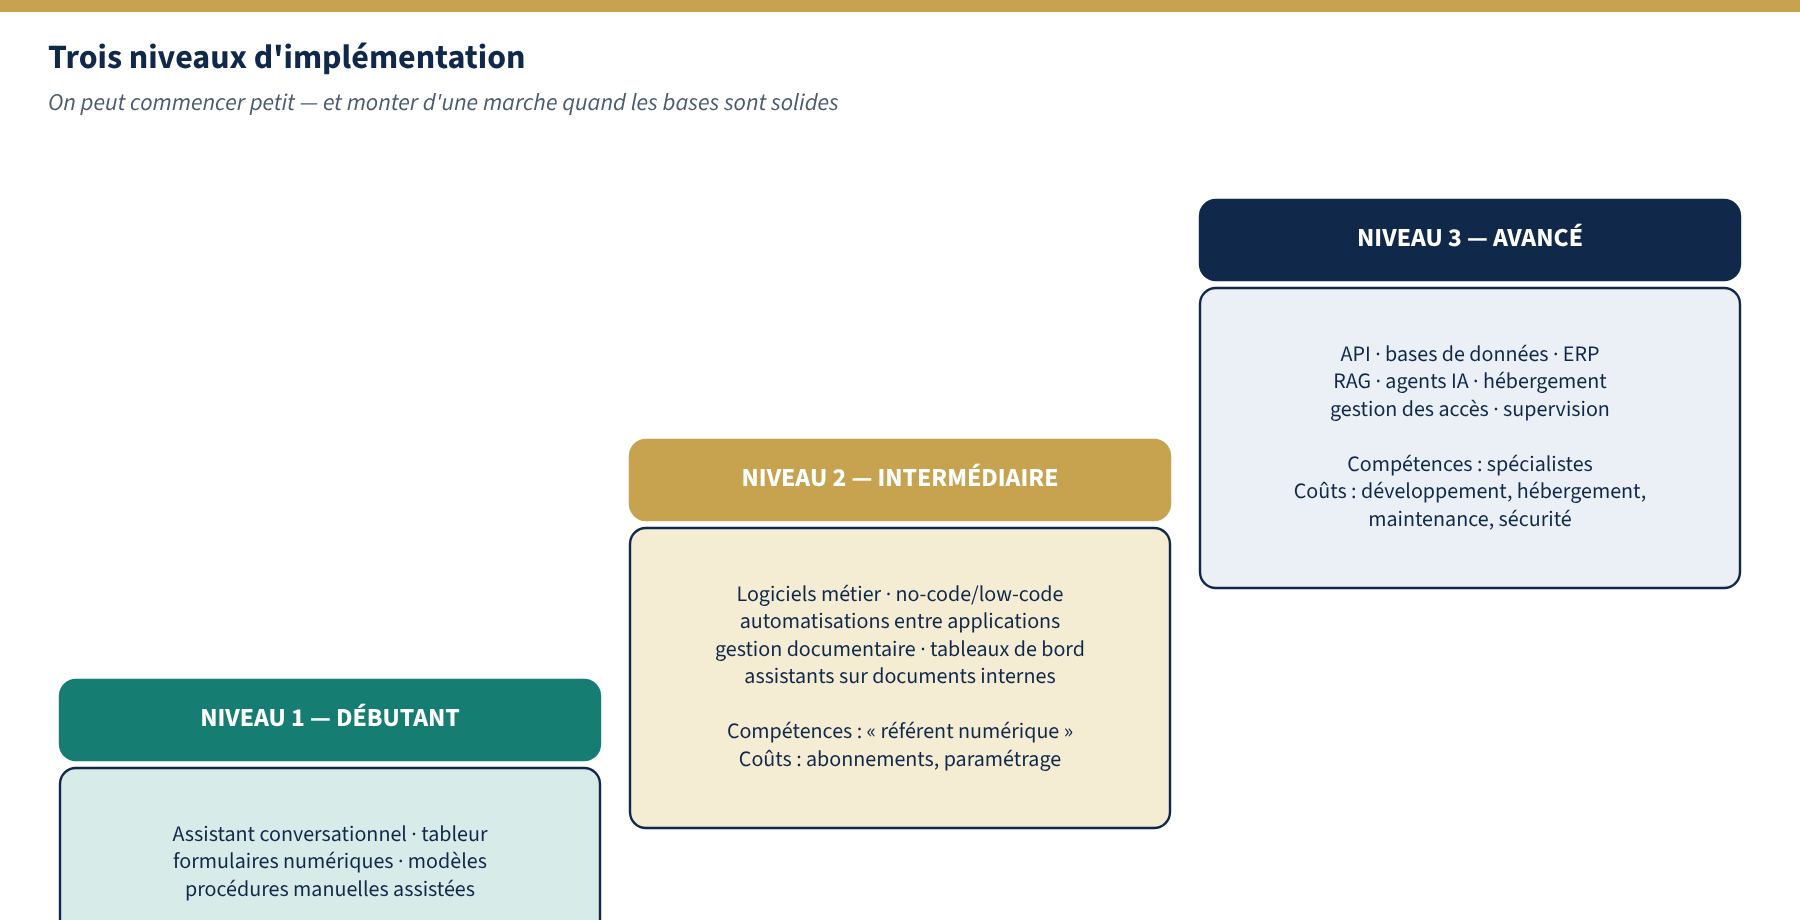 Trois niveaux d'implémentation
On peut commencer petit — et monter d'une marche quand les bases sont solides
NIVEAU 3 — AVANCÉ
API · bases de données · ERP
RAG · agents IA · hébergement
gestion des accès · supervision
Compétences : spécialistes
Coûts : développement, hébergement,
maintenance, sécurité
NIVEAU 2 — INTERMÉDIAIRE
Logiciels métier · no-code/low-code
automatisations entre applications
gestion documentaire · tableaux de bord
assistants sur documents internes
Compétences : « référent numérique »
Coûts : abonnements, paramétrage
NIVEAU 1 — DÉBUTANT
Assistant conversationnel · tableur
formulaires numériques · modèles
procédures manuelles assistées